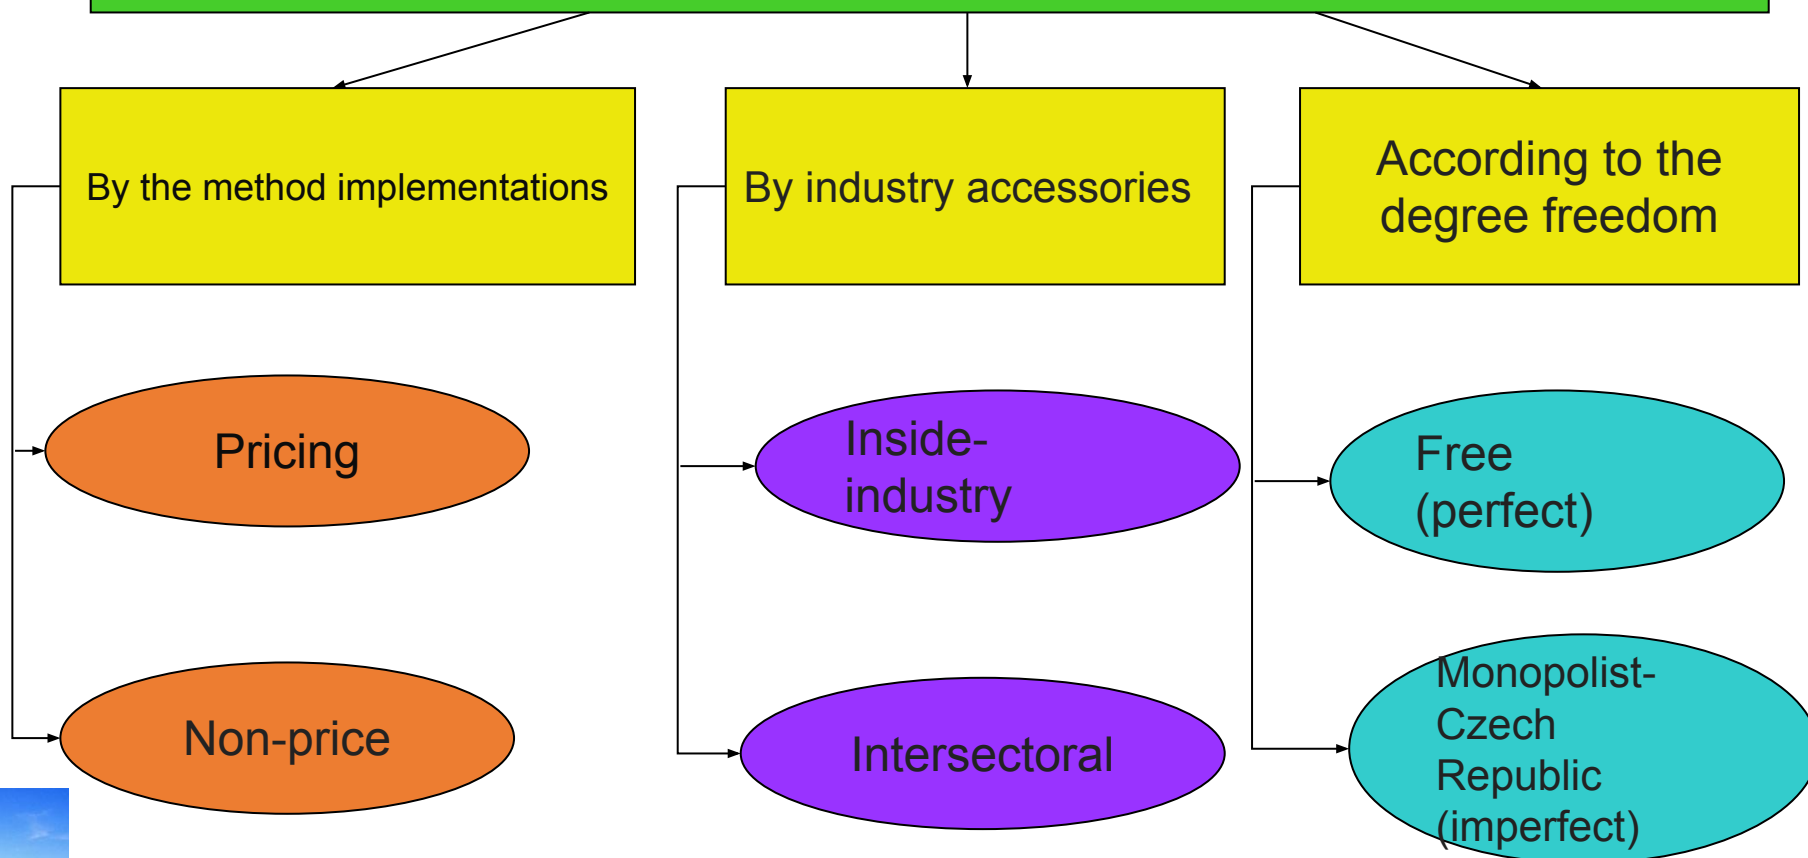 By the method implementations
By industry accessories
According to the
degree freedom
Pricing
Inside-
industry
Free
(perfect)
Non-price
Intersectoral
Monopolist-
Czech
Republic
(imperfect)